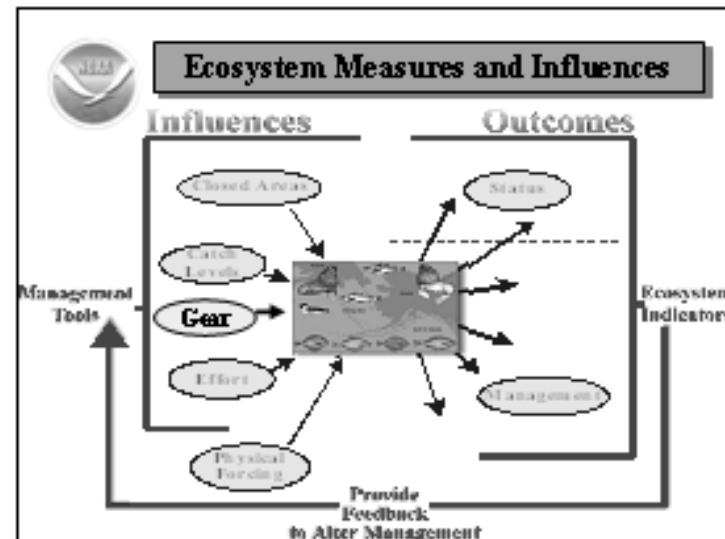 NOAA
Ecosystem Measures and Influences
Influences
Outcomes
Closed Areas
Status
Catch
Levels
Management
Tools
Gear
Ecosystem
Indicators
Effort
Management
Physical
Forcing
Provide
Feedback
to Alter Management